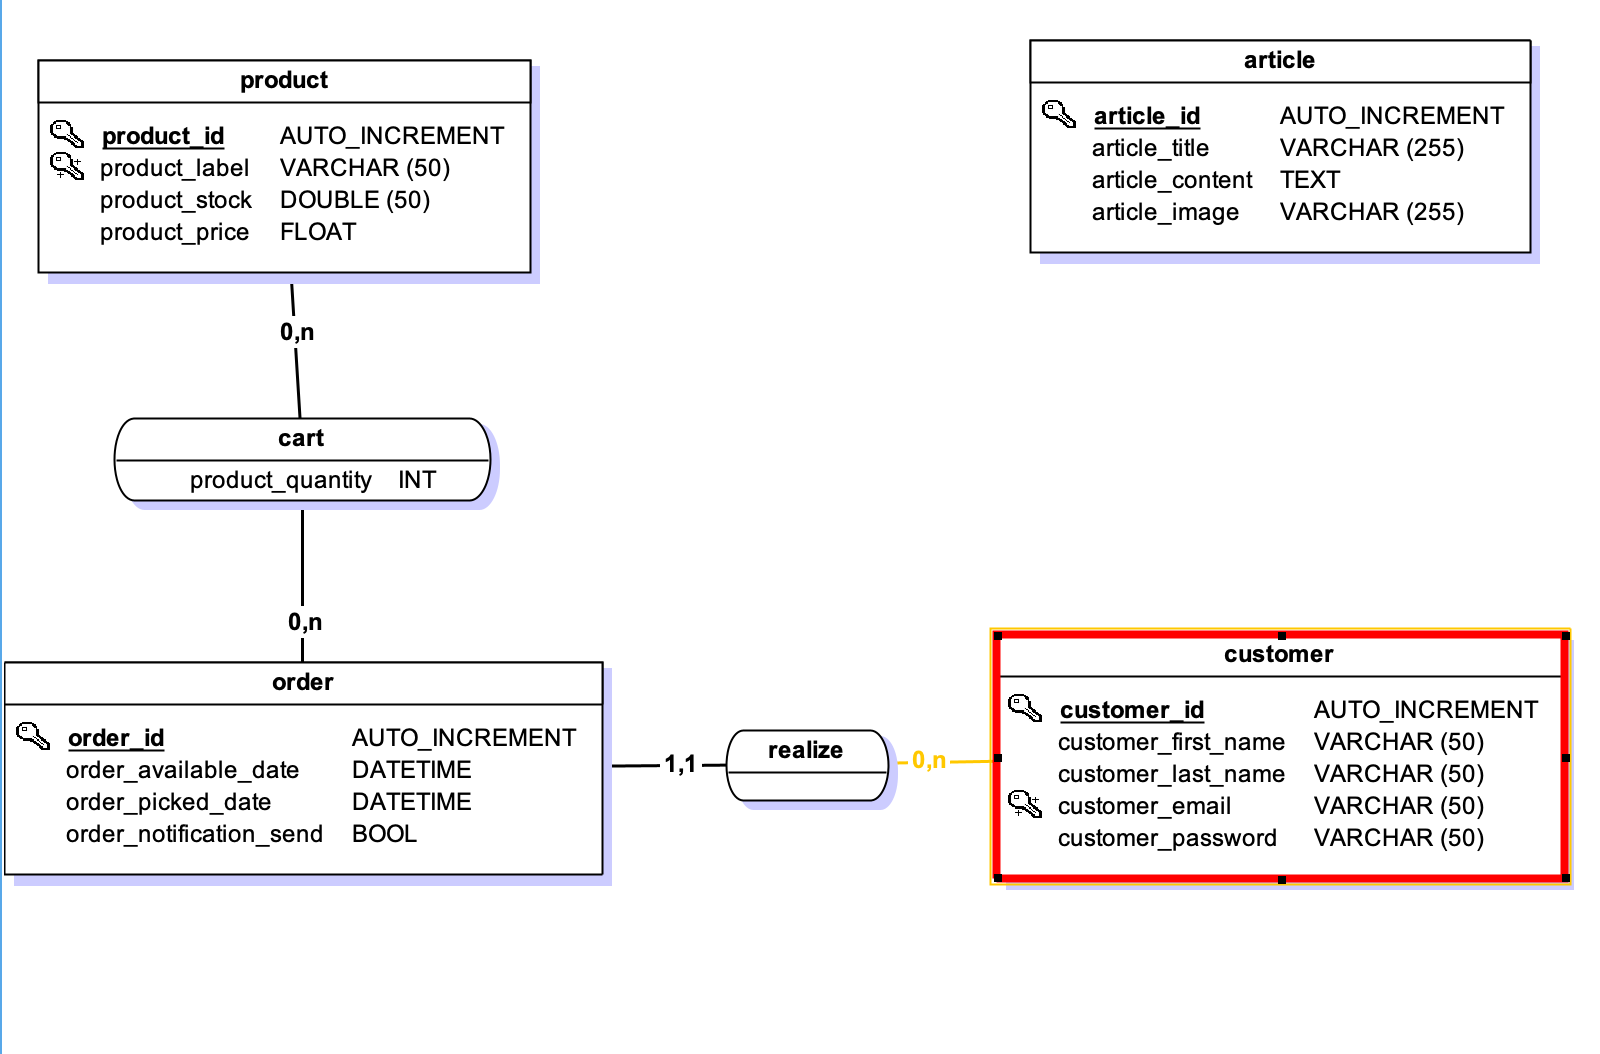 product
product_id AUTO_INCREMENT
product_label VARCHAR (50)
product_stock DOUBLE (50)
product_price FLOAT
article
article_id AUTO_INCREMENT
article_title VARCHAR (255)
article_content TEXT
article_image VARCHAR (255)
0,n
cart
product_quantity INT
0,n
order
order_id AUTO_INCREMENT
order_available_date DATETIME
order_picked_date DATETIME
order_notification_send BOOL
1,1
realize
0,n
customer
customer_id AUTO_INCREMENT
customer_first_name VARCHAR (50)
customer_last_name VARCHAR (50)
customer_email VARCHAR (50)
customer_password VARCHAR (50)